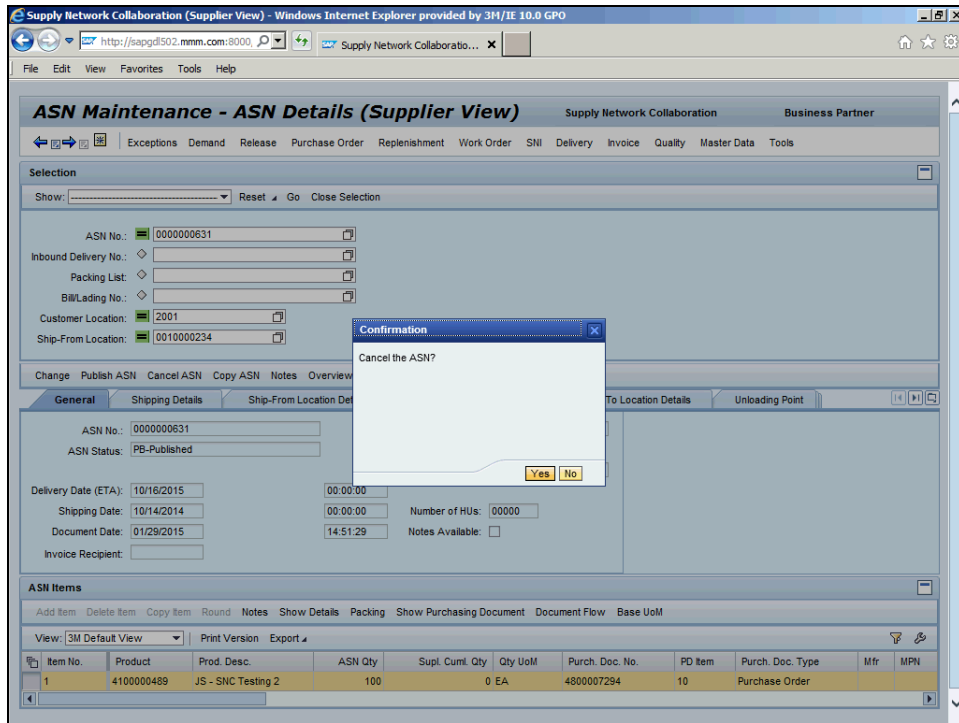 Supply Network Collaboration (Supplier View) - Windows Internet Explorer provided by 3M/IE 10.0 GPO
http://sapgdl502.mmm.com:8000, Supply Network Collaboratio...
File Edit View Favorites Tools Help
ASN Maintenance - ASN Details (Supplier View) Supply Network Collaboration Business Partner
Exceptions Demand Release Purchase Order Replenishment Work Order SNI Delivery Invoice Quality Master Data Tools
Selection
Show: Reset Go Close Selection
ASN No.: 0000000631
Inbound Delivery No.:
Packing List:
Bill/Lading No.:
Customer Location: 2001
Ship-From Location: 0010000234
Confirmation
Cancel the ASN?
Yes No
Change Publish ASN Cancel ASN Copy ASN Notes Overview
General Shipping Details Ship-From Location Det To Location Details Unloading Point
ASN No.: 0000000631
ASN Status: PB-Published
Delivery Date (ETA): 10/16/2015 00:00:00
Shipping Date: 10/14/2014 00:00:00 Number of HUs: 00000
Document Date: 01/29/2015 14:51:29 Notes Available:
Invoice Recipient:
ASN Items
Add Item Delete Item Copy Item Round Notes Show Details Packing Show Purchasing Document Document Flow Base UoM
View: 3M Default View Print Version Export
Item No. Product Prod. Desc. ASN Qty Supl. Cuml. Qty Qty UoM Purch. Doc. No. PD Item Purch. Doc. Type Mfr MPN
1 4100000489 JS - SNC Testing 2 100 0 EA 4800007294 10 Purchase Order